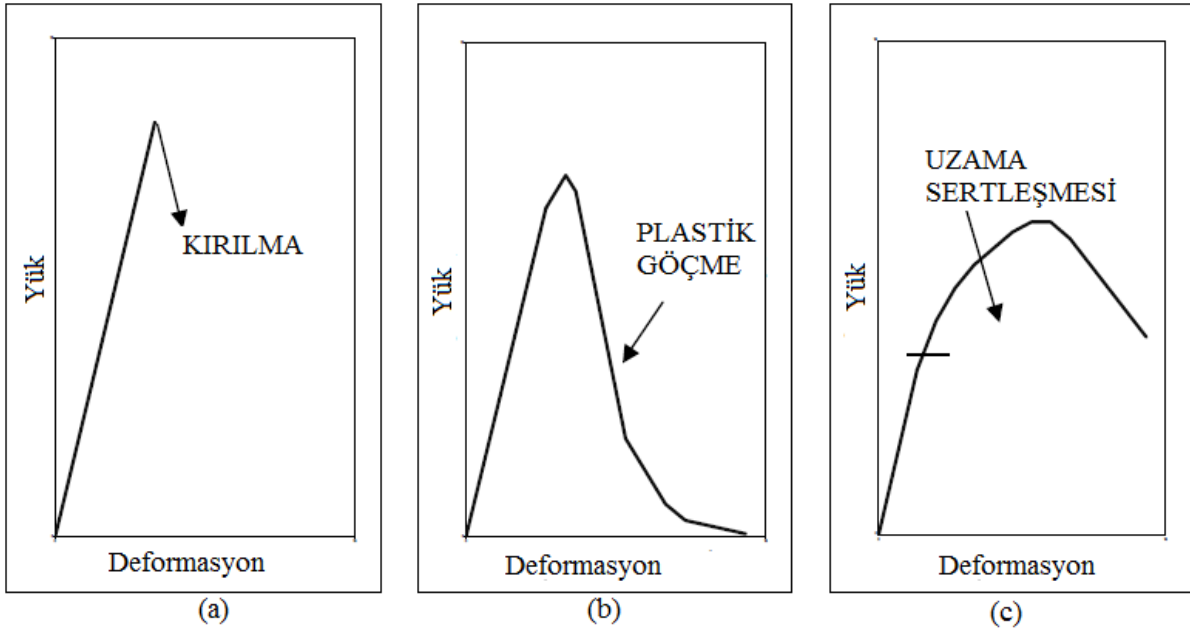 Yük
KIRILMA
Deformasyon
(a)
Yük
PLASTİK
GÖÇME
Deformasyon
(b)
Yük
UZAMA
SERTLEŞMESİ
Deformasyon
(c)